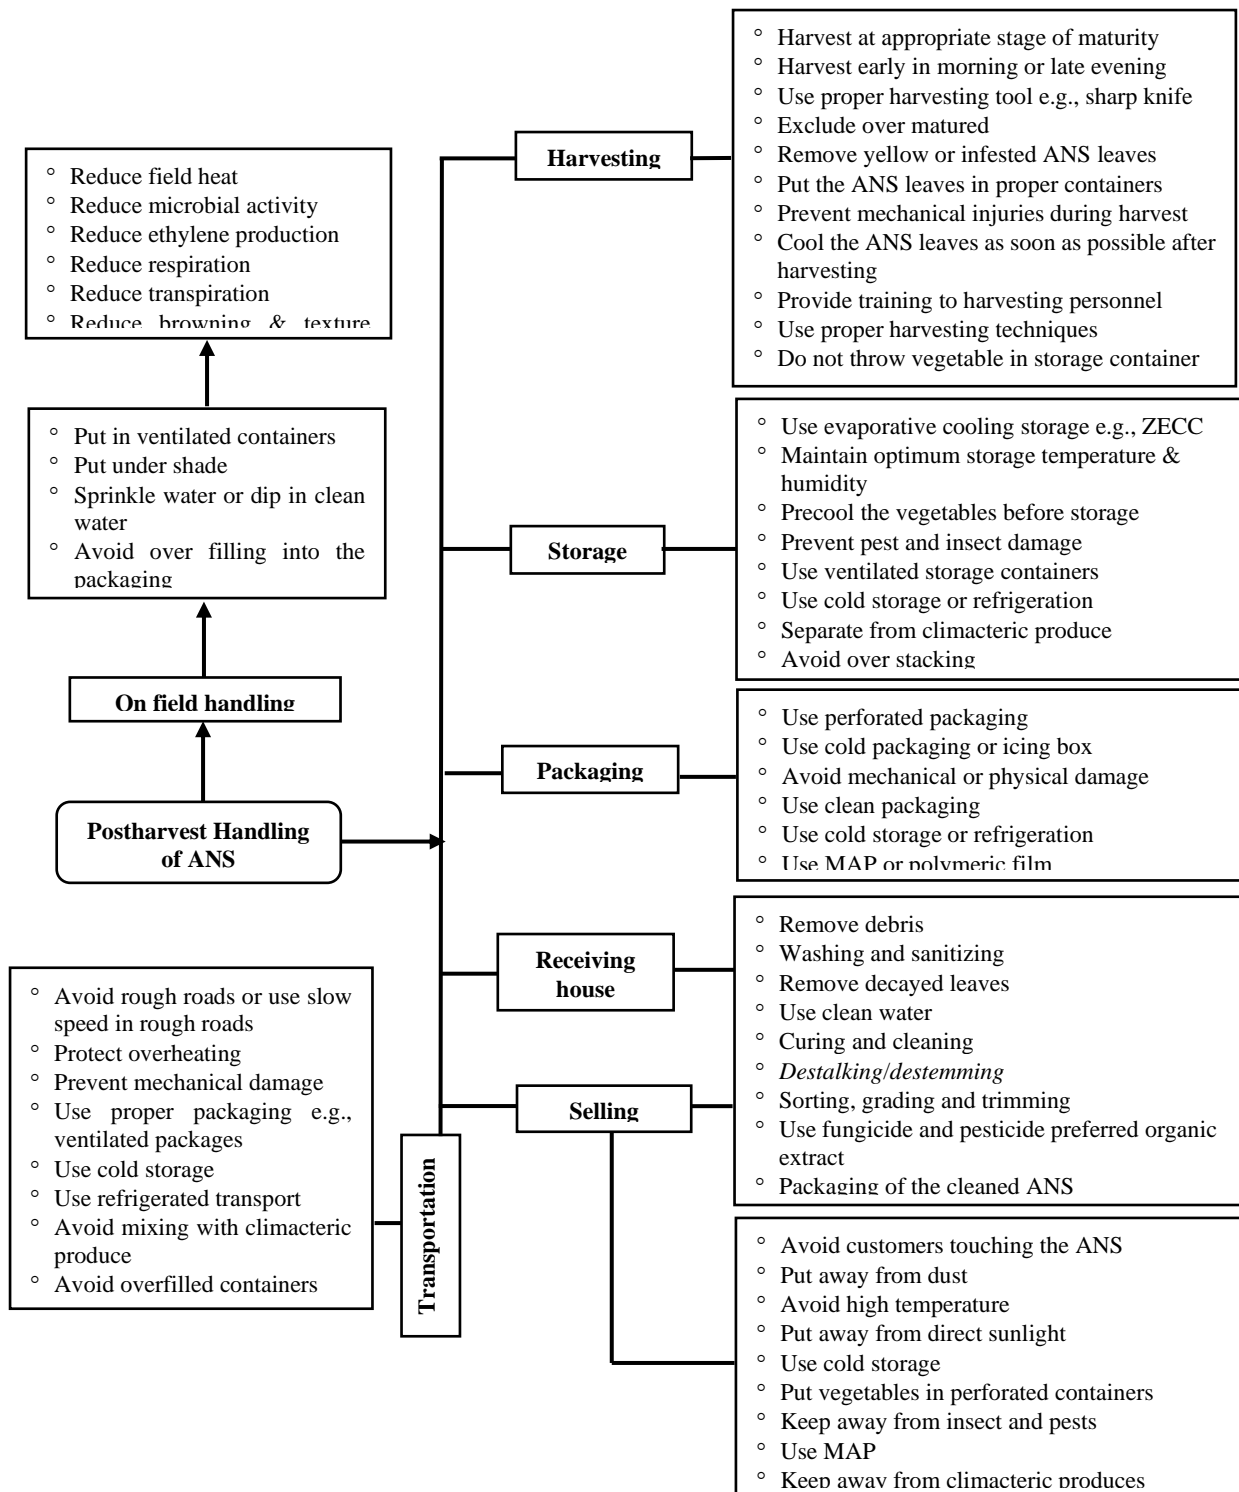 ° Harvest at appropriate stage of maturity
° Harvest early in morning or late evening
° Use proper harvesting tool e.g., sharp knife
° Exclude over matured
° Remove yellow or infested ANS leaves
° Put the ANS leaves in proper containers
° Prevent mechanical injuries during harvest
° Cool the ANS leaves as soon as possible after
harvesting
° Provide training to harvesting personnel
° Use proper harvesting techniques
° Do not throw vegetable in storage container
Harvesting
° Reduce field heat
° Reduce microbial activity
° Reduce ethylene production
° Reduce respiration
° Reduce transpiration
° Reduce browning & texture
° Put in ventilated containers
° Put under shade
° Sprinkle water or dip in clean
water
° Avoid over filling into the
packaging
° Use evaporative cooling storage e.g., ZECC
° Maintain optimum storage temperature &
humidity
° Precool the vegetables before storage
° Prevent pest and insect damage
° Use ventilated storage containers
° Use cold storage or refrigeration
° Separate from climacteric produce
° Avoid over stacking
Storage
On field handling
° Use perforated packaging
° Use cold packaging or icing box
° Avoid mechanical or physical damage
° Use clean packaging
° Use cold storage or refrigeration
° Use MAP or polymeric film
Packaging
Postharvest Handling
of ANS
° Remove debris
° Washing and sanitizing
° Remove decayed leaves
° Use clean water
° Curing and cleaning
° Destalking/destemming
° Sorting, grading and trimming
° Use fungicide and pesticide preferred organic
extract
° Packaging of the cleaned ANS
Receiving
house
Selling
° Avoid rough roads or use slow
speed in rough roads
° Protect overheating
° Prevent mechanical damage
° Use proper packaging e.g.,
ventilated packages
° Use cold storage
° Use refrigerated transport
° Avoid mixing with climacteric
produce
° Avoid overfilled containers
Transportation
° Avoid customers touching the ANS
° Put away from dust
° Avoid high temperature
° Put away from direct sunlight
° Use cold storage
° Put vegetables in perforated containers
° Keep away from insect and pests
° Use MAP
° Keep away from climacteric produces